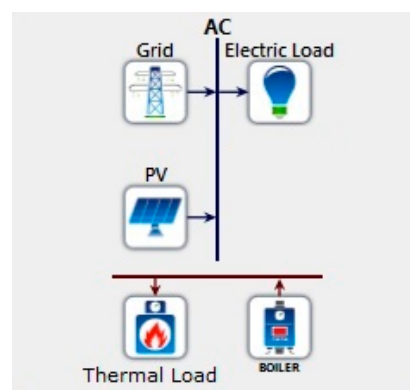 AC
Grid
Electric Load
PV
Thermal Load
BOILER